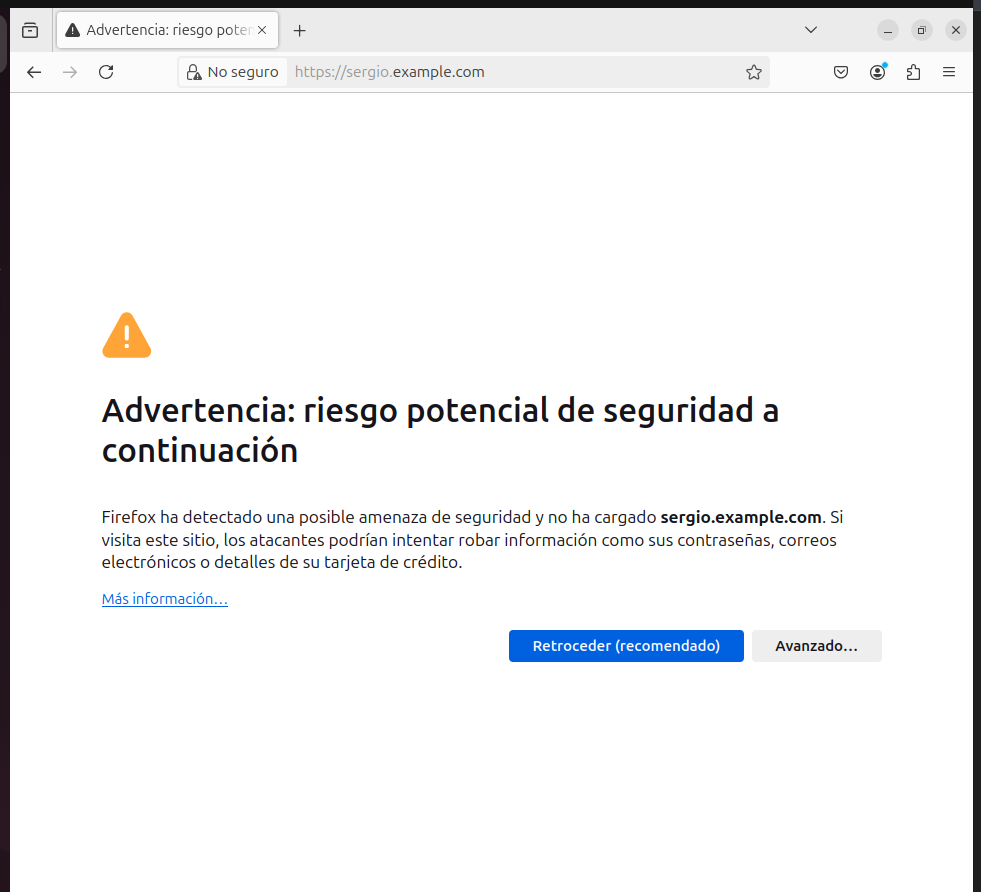 Advertencia: riesgo poten
No seguro
https://sergio.example.com
Advertencia: riesgo potencial de seguridad a
continuación
Firefox ha detectado una posible amenaza de seguridad y no ha cargado sergio.example.com. Si
visita este sitio, los atacantes podrían intentar robar información como sus contraseñas, correos
electrónicos o detalles de su tarjeta de crédito.
Más información…
Retroceder (recomendado)
Avanzado…